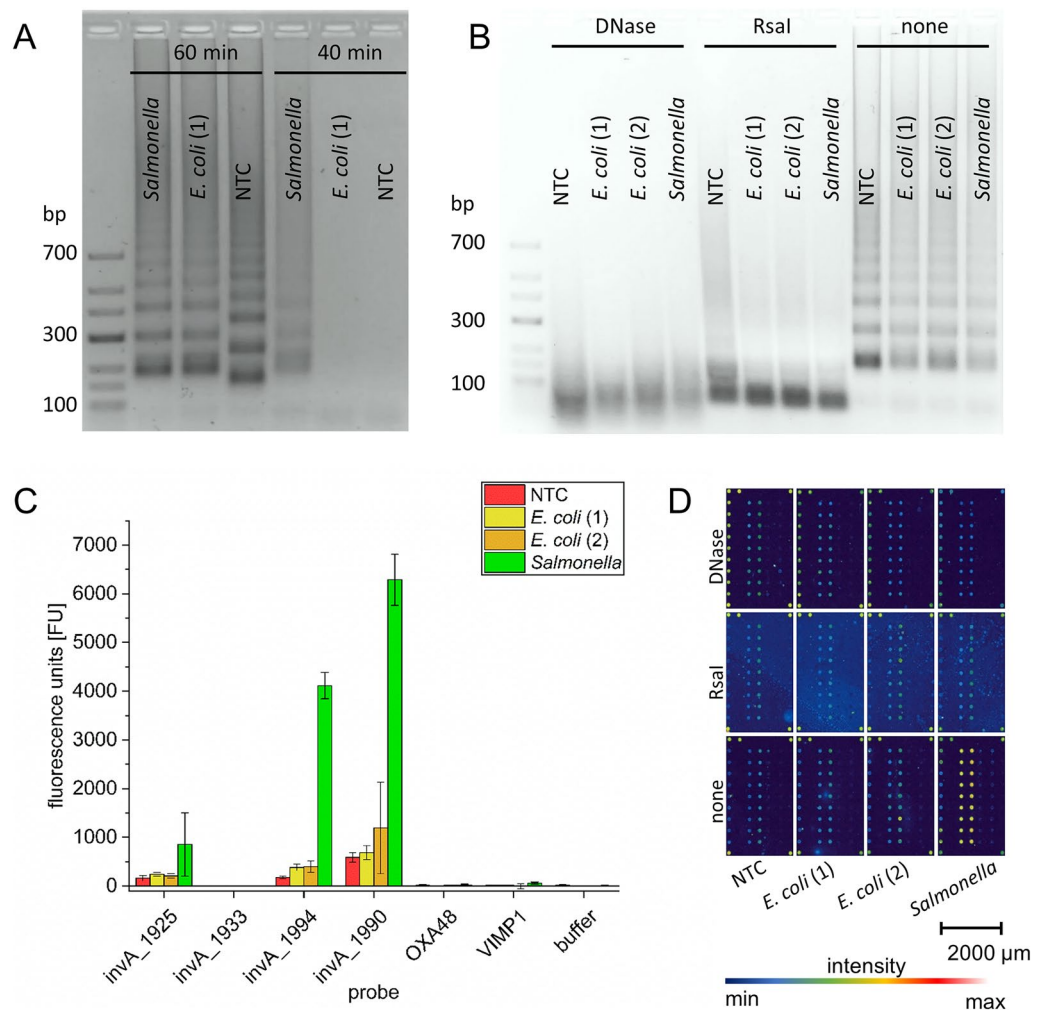 A
60 min
40 min
Salmonella
E. coli (1)
NTC
Salmonella
E. coli (1)
NTC
bp
700
300
100
B
DNase
RsaI
none
NTC
E. coli (1)
E. coli (2)
Salmonella
NTC
E. coli (1)
E. coli (2)
Salmonella
NTC
E. coli (1)
E. coli (2)
Salmonella
bp
700
300
100
C
NTC
E. coli (1)
E. coli (2)
Salmonella
fluorescence units [FU]
7000
6000
5000
4000
3000
2000
1000
0
invA_1925
invA_1933
invA_1994
invA_1990
OXA48
VIMP1
buffer
probe
D
DNase
RsaI
none
NTC
E. coli (1)
E. coli (2)
Salmonella
2000 µm
intensity
min
max